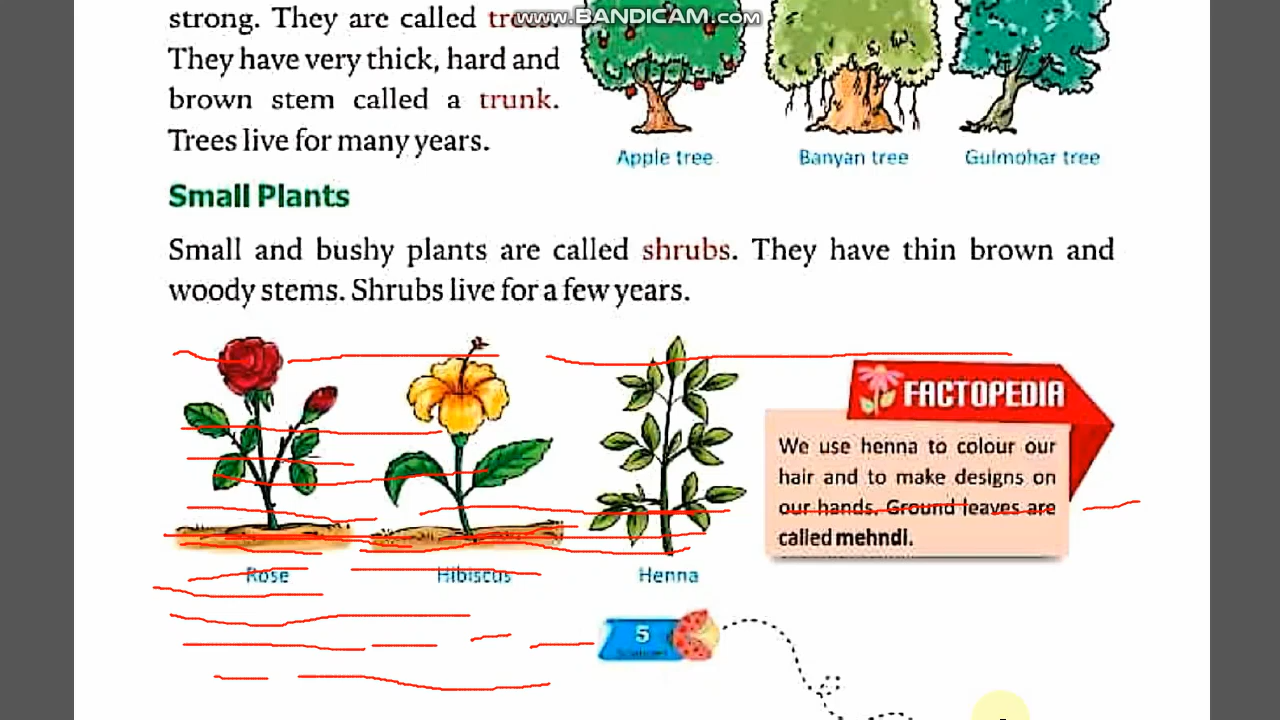 www.BANDICAM.com
strong. They are called trees.
They have very thick, hard and
brown stem called a trunk.
Trees live for many years.
Apple tree
Banyan tree
Gulmohar tree
Small Plants
Small and bushy plants are called shrubs. They have thin brown and
woody stems. Shrubs live for a few years.
FACTOPEDIA
We use henna to colour our
hair and to make designs on
our hands. Ground leaves are
called mehndi.
Rose
Hibiscus
Henna
5